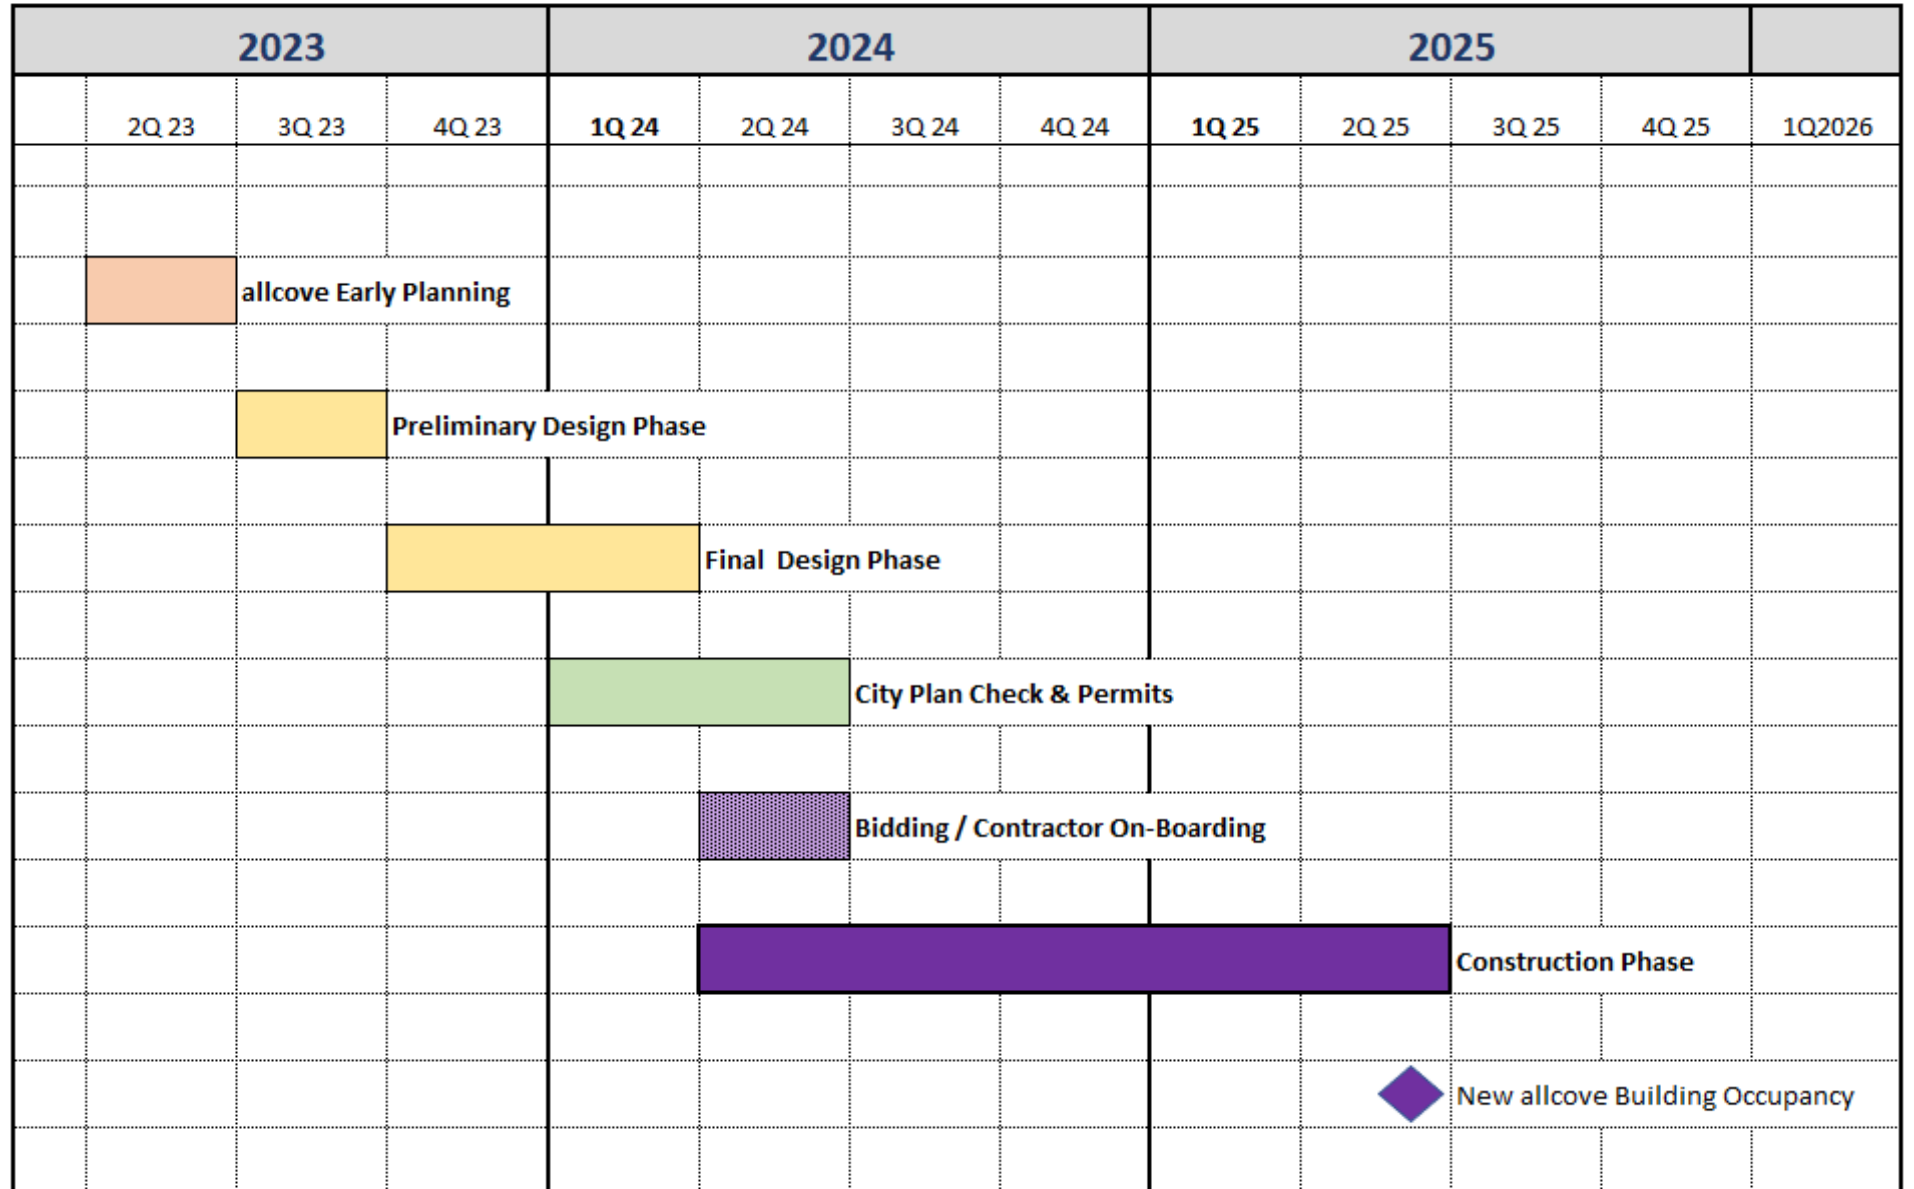 2023 2024 2025
2Q 23 3Q 23 4Q 23 1Q 24 2Q 24 3Q 24 4Q 24 1Q 25 2Q 25 3Q 25 4Q 25 1Q2026
allcove Early Planning
Preliminary Design Phase
Final Design Phase
City Plan Check & Permits
Bidding / Contractor On-Boarding
Construction Phase
New allcove Building Occupancy